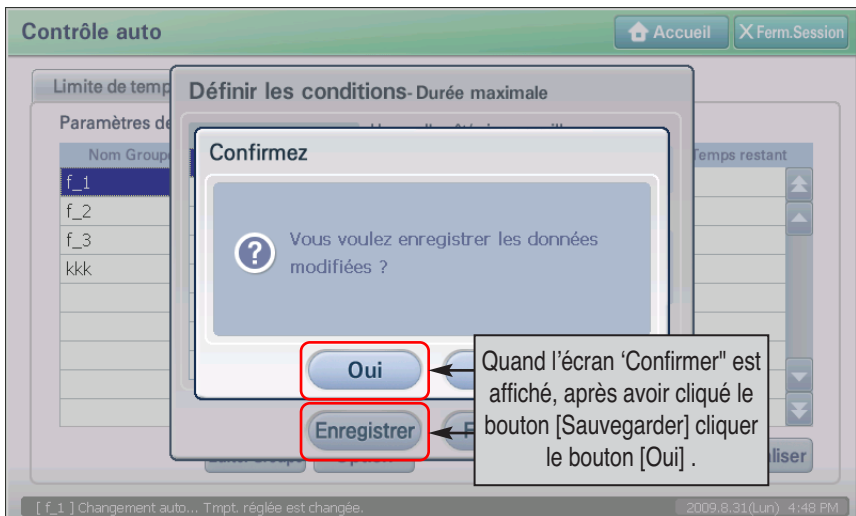 Contrôle auto
Accueil
X Ferm.Session
Limite de temp
Définir les conditions- Durée maximale
Paramètres de
Nom Groupe
Temps restant
Confirmez
f_1
f_2
f_3
kkk
Vous voulez enregistrer les données
modifiées ?
Oui
Enregistrer
F
Quand l'écran ‘Confirmer" est
affiché, après avoir cliqué le
bouton [Sauvegarder] cliquer
le bouton [Oui] .
liser
[ f_1 ] Changement auto... Tmpt. réglée est changée.
2009.8.31(Lun) 4:48 PM